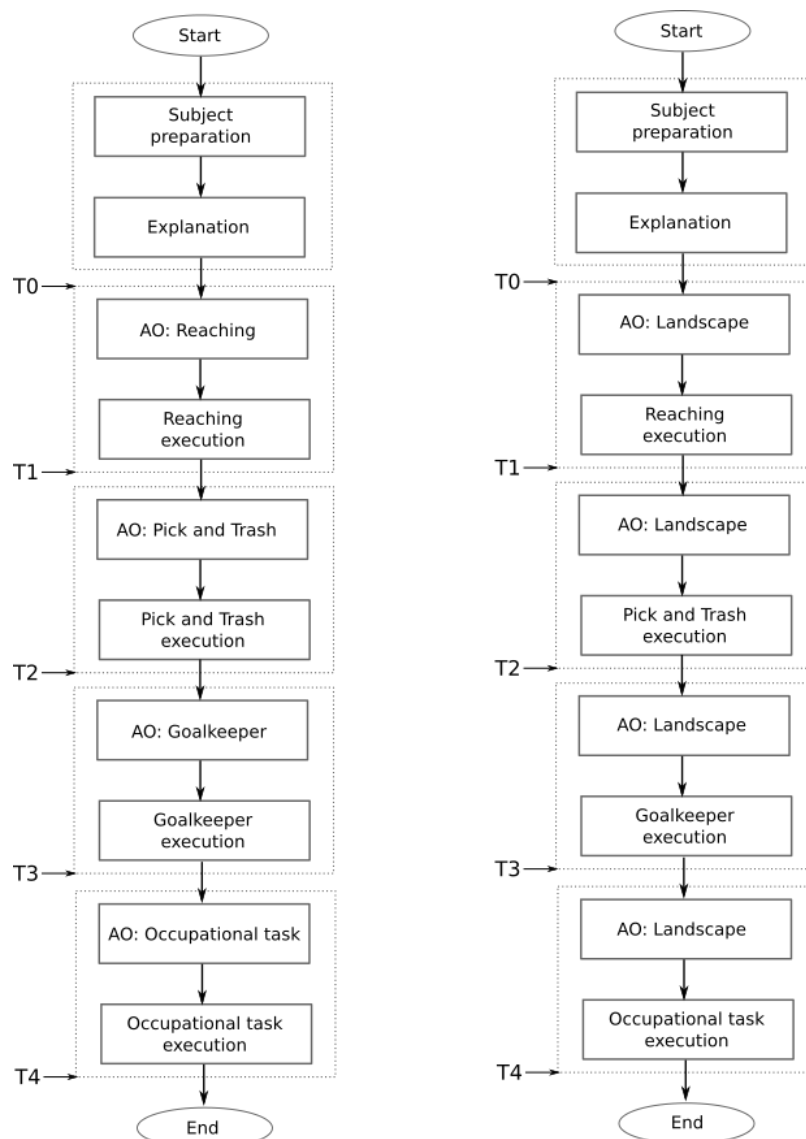 Start
Subject
preparation
Explanation
T0
AO: Reaching
Reaching
execution
T1
AO: Pick and Trash
Pick and Trash
execution
T2
AO: Goalkeeper
Goalkeeper
execution
T3
AO: Occupational task
Occupational task
execution
T4
End
Start
Subject
preparation
Explanation
T0
AO: Landscape
Reaching
execution
T1
AO: Landscape
Pick and Trash
execution
T2
AO: Landscape
Goalkeeper
execution
T3
AO: Landscape
Occupational task
execution
T4
End